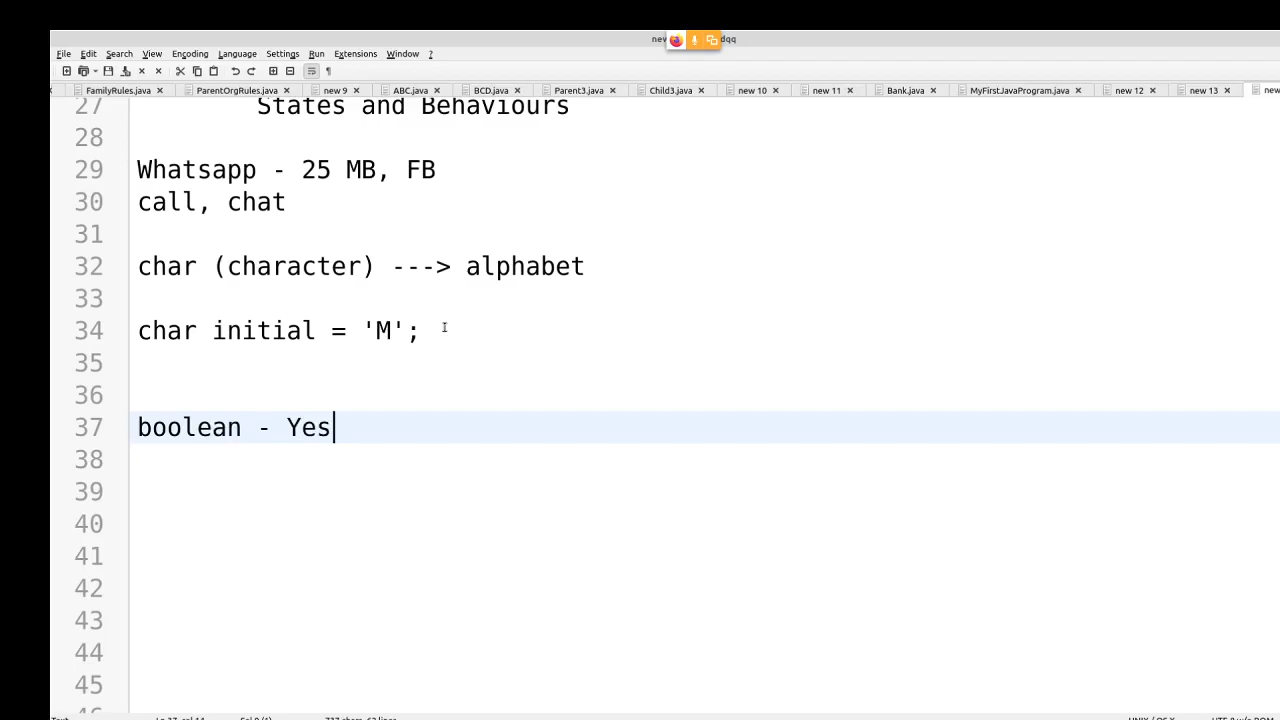 new dqq
File Edit Search View Encoding Language Settings Run Extensions Window ?
FamilyRules.java ParentOrgRules.java new 9 ABC.java BCD.java Parent3.java Child3.java new 10 new 11 Bank.java MyFirstJavaProgram.java new 12 new 13 new
27 States and Behaviours
28
29 Whatsapp - 25 MB, FB
30 call, chat
31
32 char (character) ---> alphabet
33
34 char initial = 'M';
35
36
37 boolean - Yes
38
39
40
41
42
43
44
45